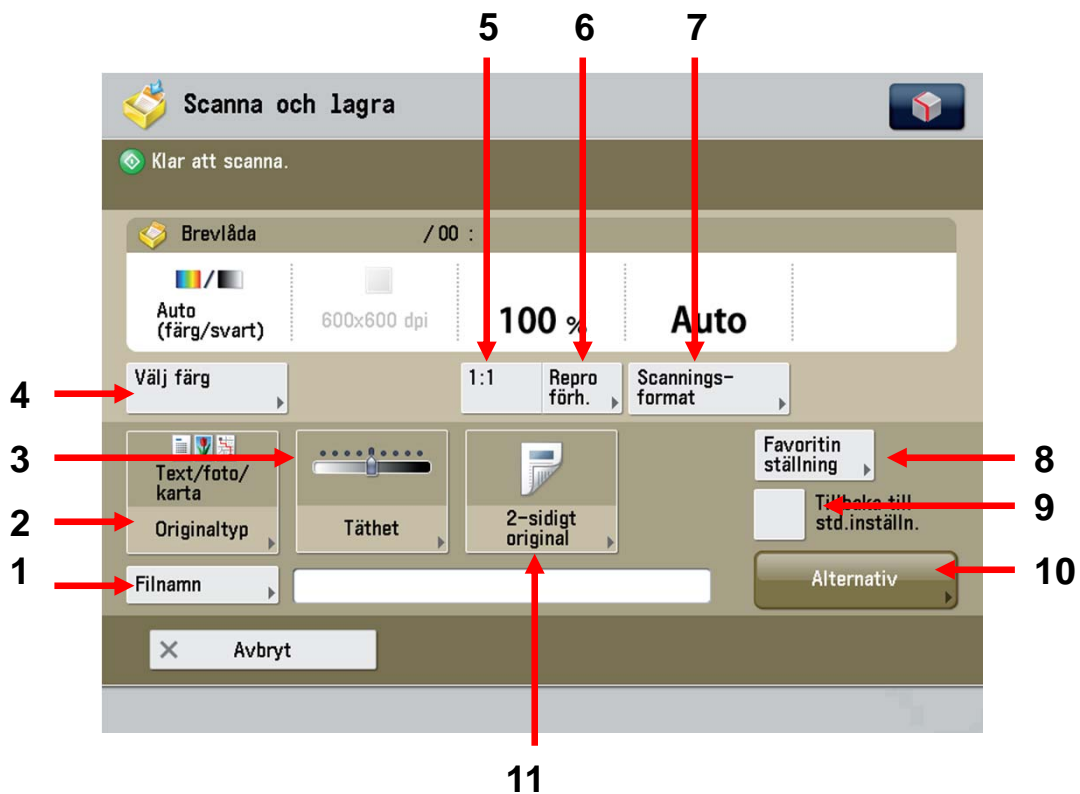 5 6 7
Scanna och lagra
Klar att scanna.
Brevlåda /00 :
Auto
(färg/svart)
600x600 dpi
100 %
Auto
4
Välj färg
1:1
Repro
förh.
Scannings-
format
3
Text/foto/
karta
2
Originaltyp
Täthet
2-sidigt
original
Favoritin
ställning
8
Tillbaka till
std.inställn.
9
1
Filnamn
Alternativ
10
Avbryt
11